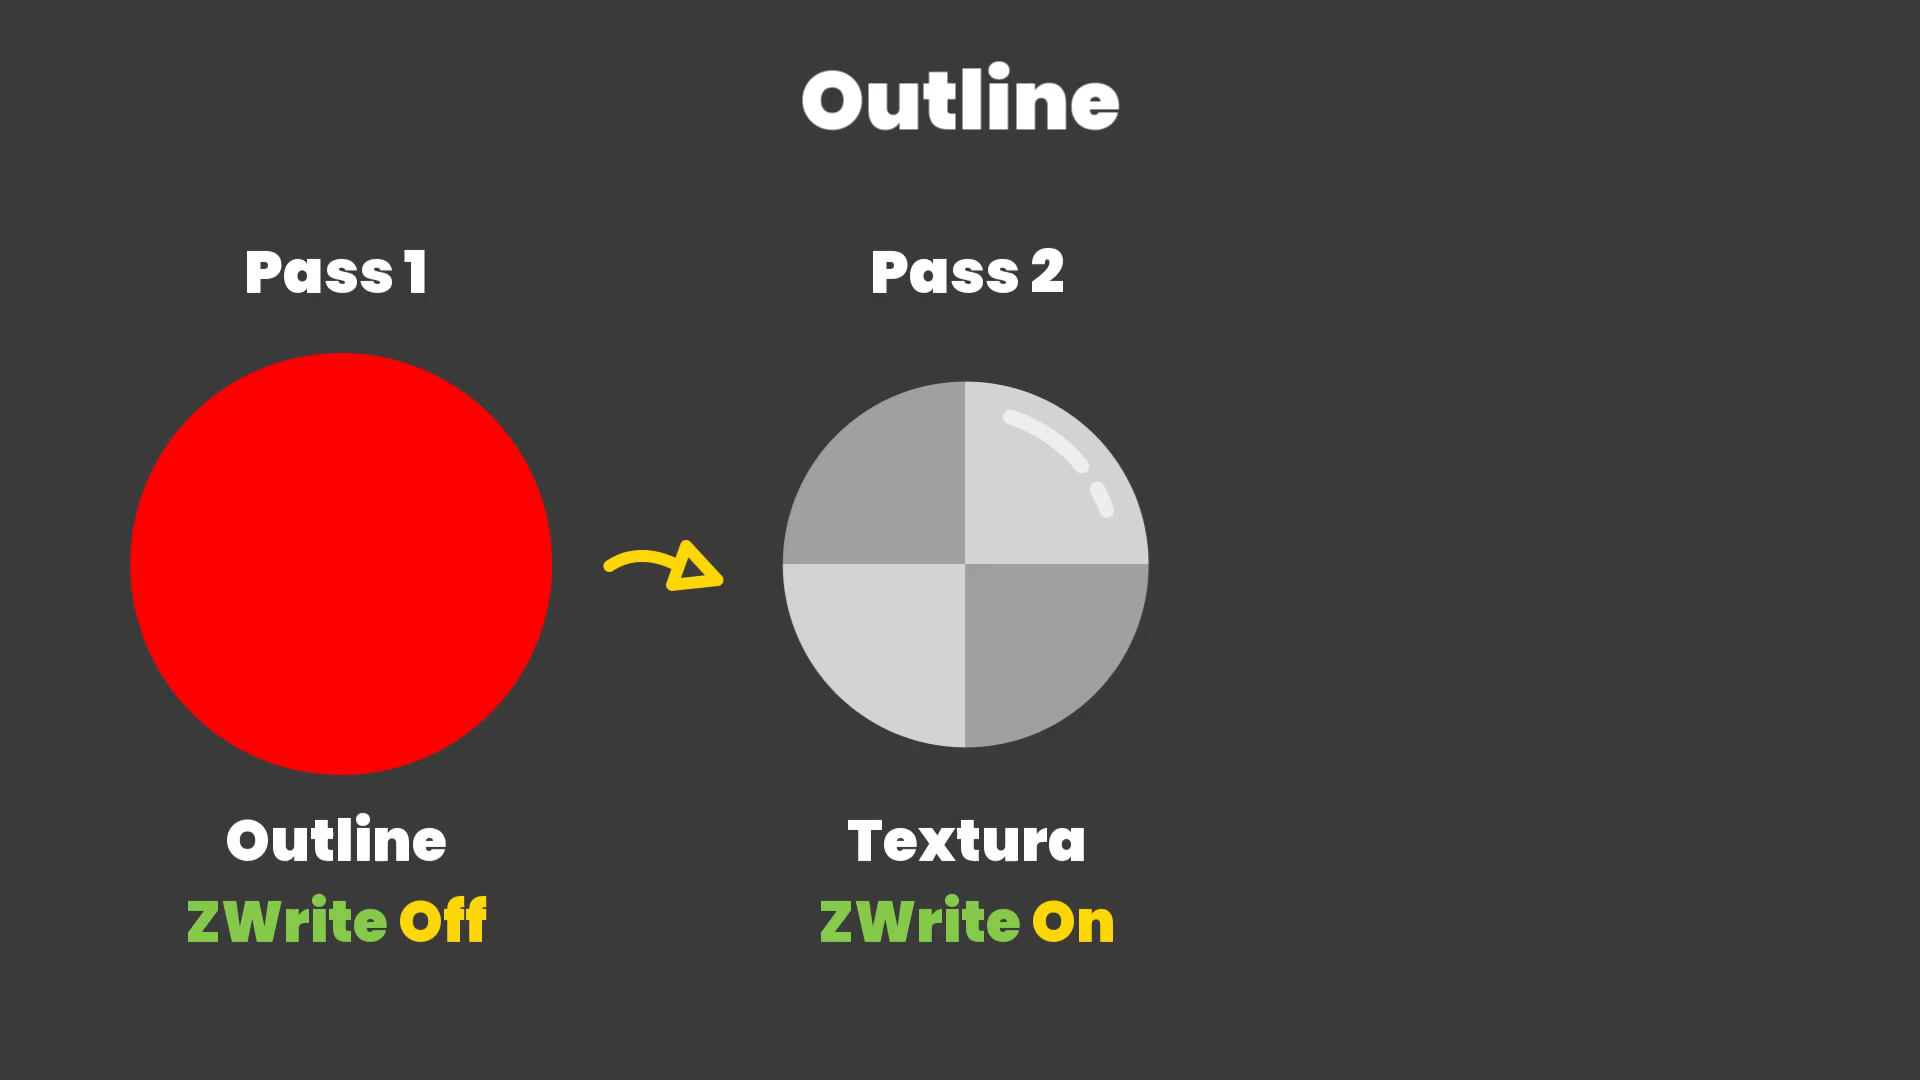 Outline
Pass 1
Pass 2
Outline
ZWrite Off
Textura
ZWrite On